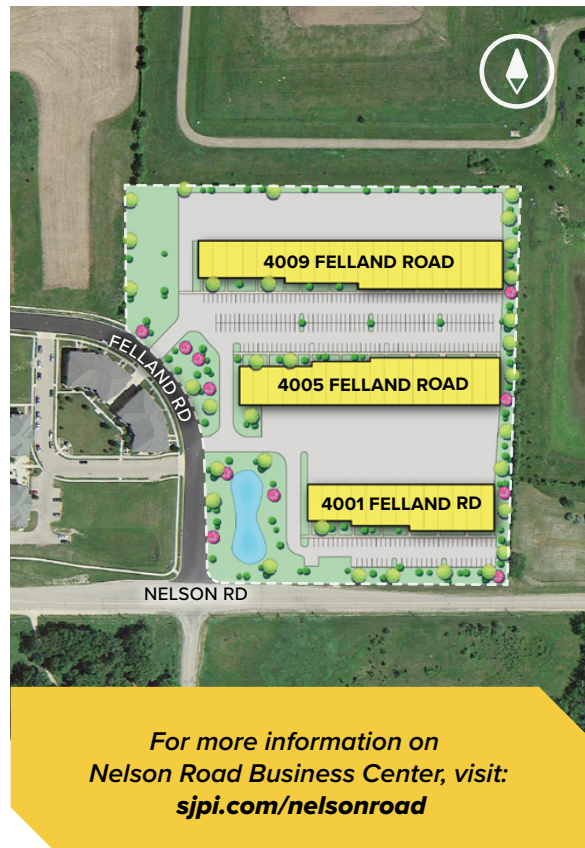 4009 FELLAND ROAD
FELLAND RD
4005 FELLAND ROAD
4001 FELLAND RD
NELSON RD
For more information on
Nelson Road Business Center, visit:
sjpi.com/nelsonroad